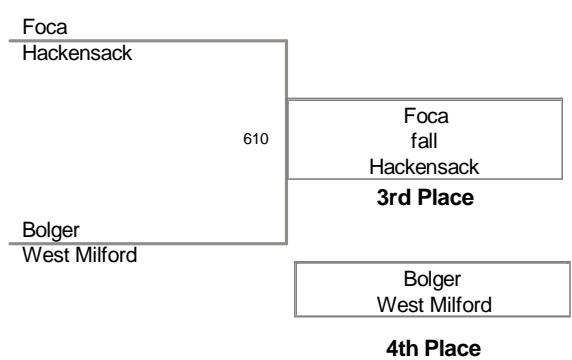 Foca
Hackensack
610
Foca
fall
Hackensack
3rd Place
Bolger
West Milford
Bolger
West Milford
4th Place